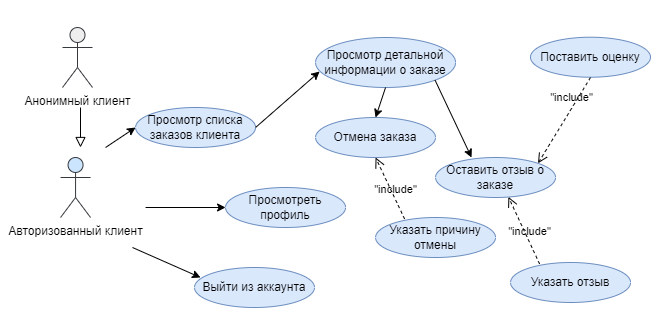 Анонимный клиент
Авторизованный клиент
Просмотр списка
заказов клиента
Просмотр детальной
информации о заказе
Поставить оценку
"include"
Отмена заказа
Оставить отзыв о
заказе
"include"
Просмотреть
профиль
Указать причину
отмены
"include"
Выйти из аккаунта
Указать отзыв